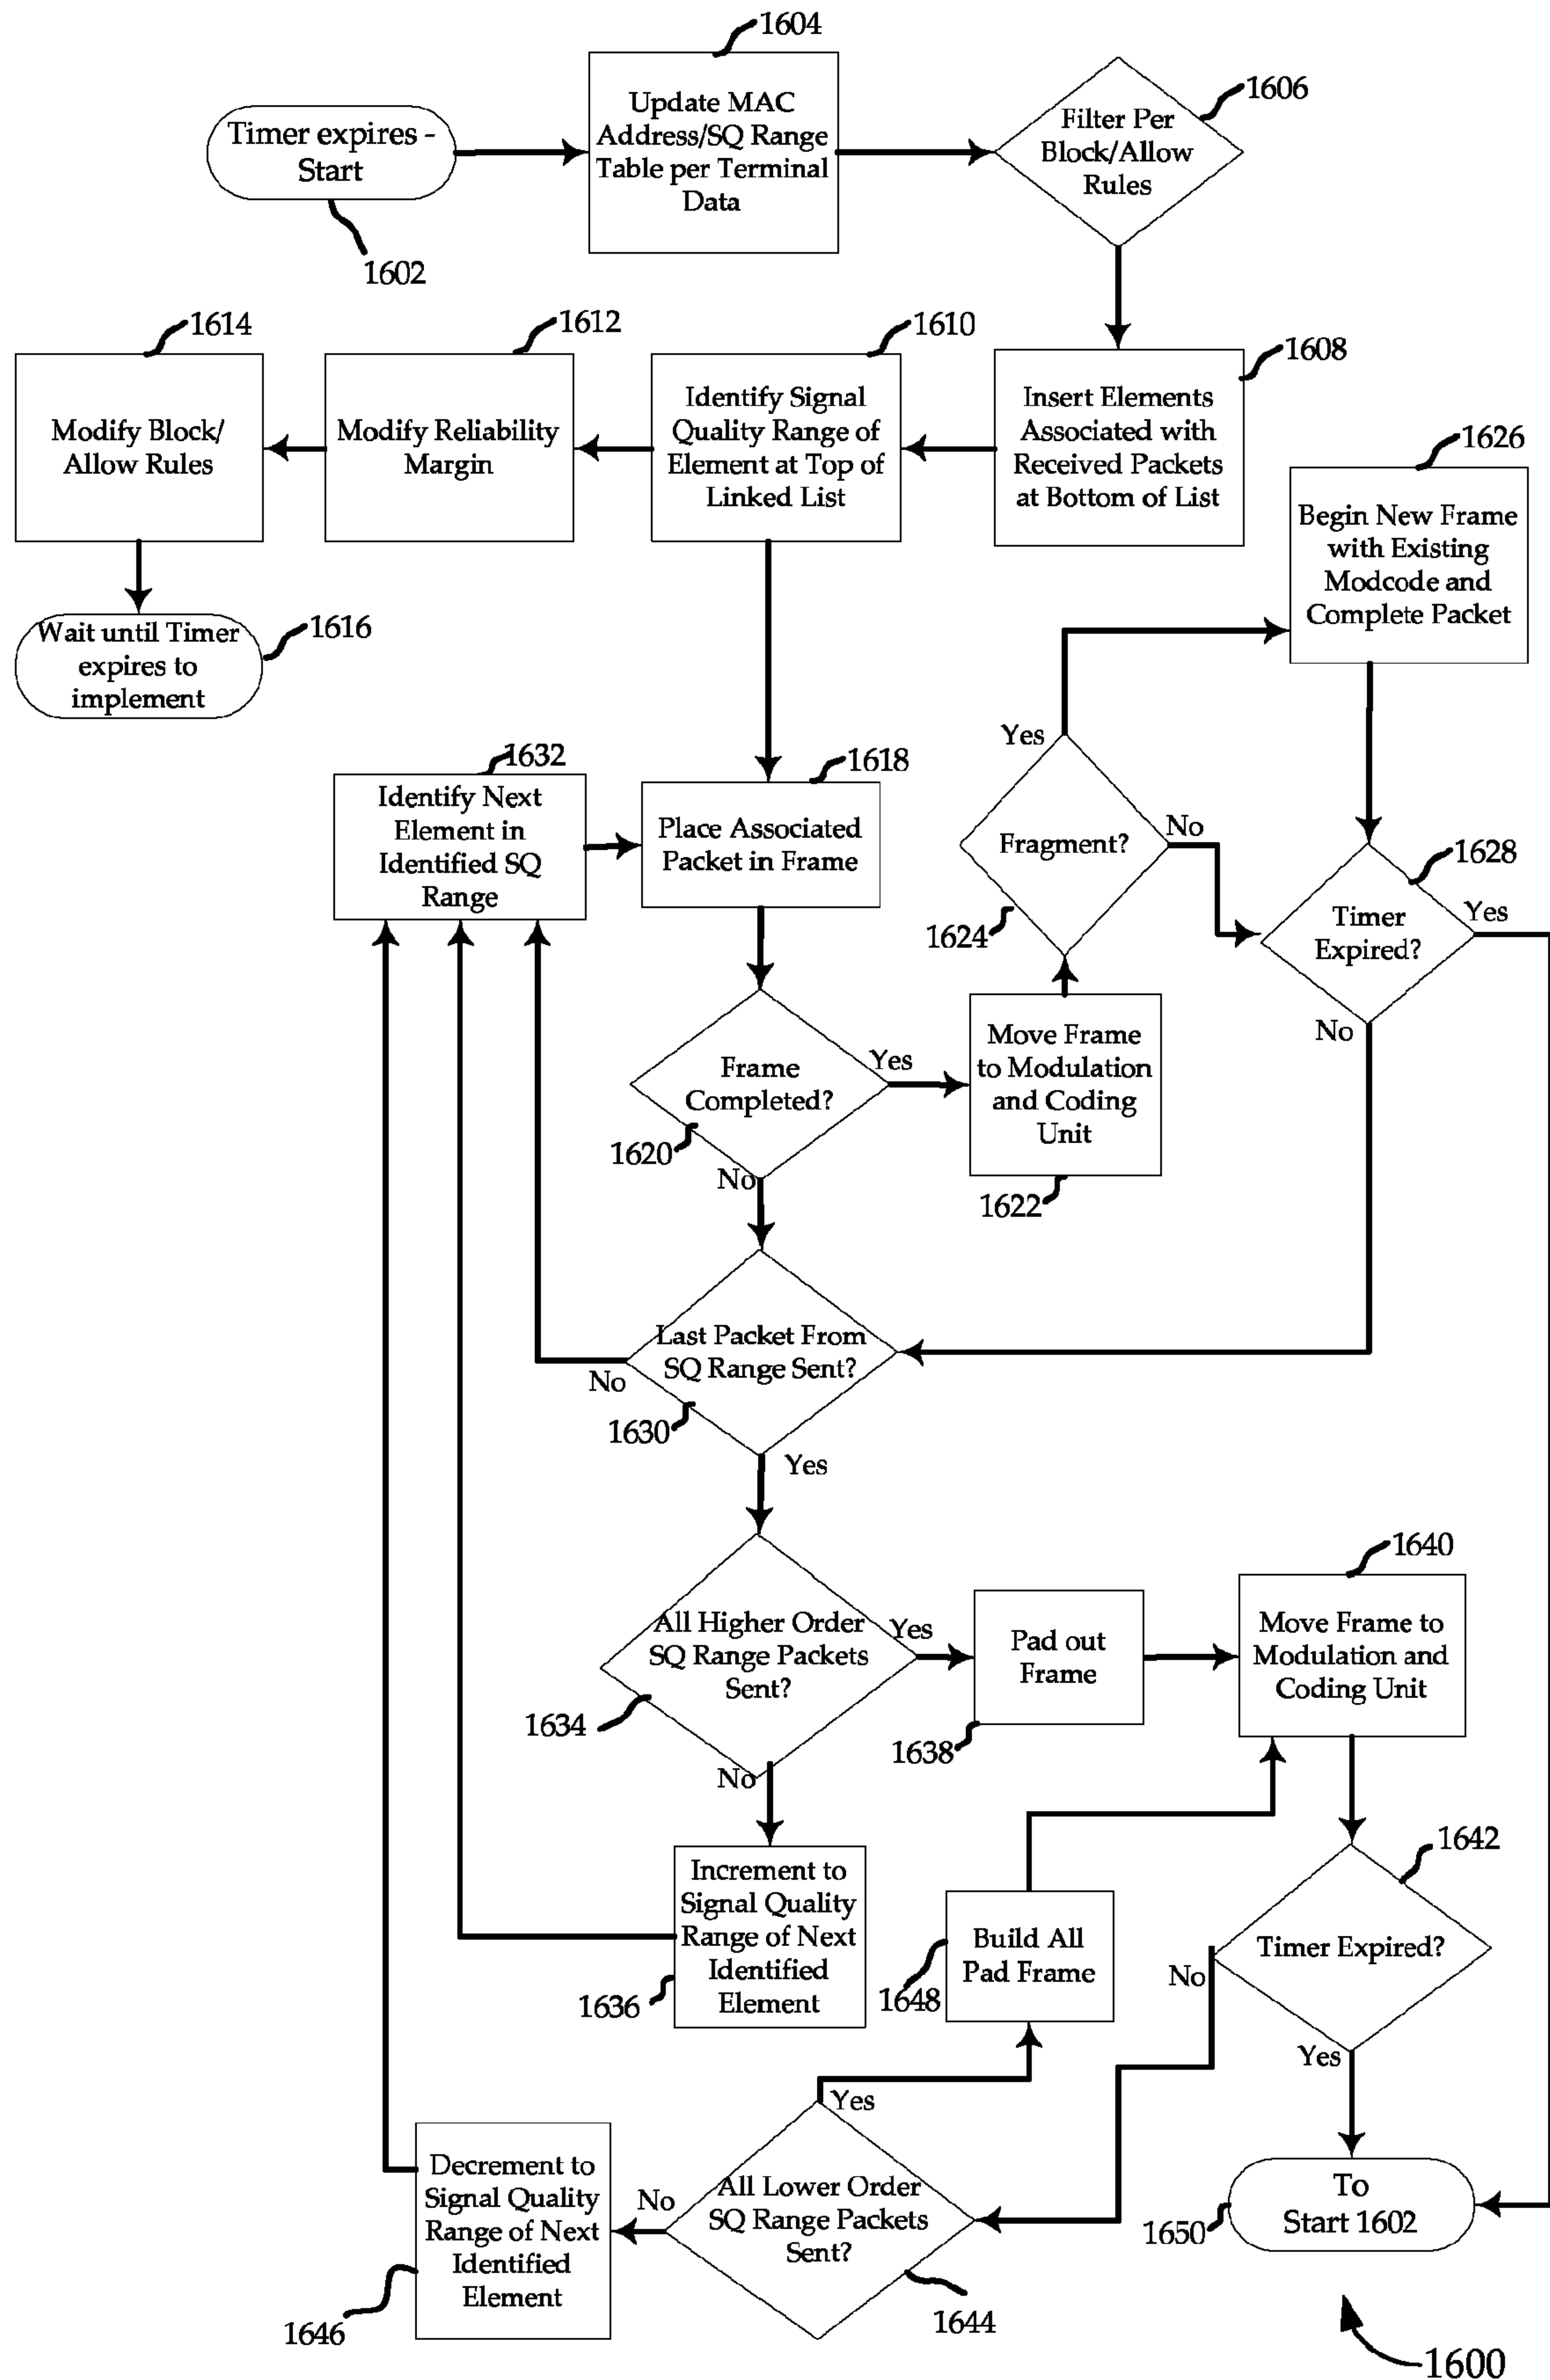 1604
Update MAC
Address/SQ Range
Table per Terminal
Data
1606
Filter Per
Block/Allow
Rules
Timer expires -
Start
1602
1614
Modify Block/
Allow Rules
1612
Modify Reliability
Margin
1610
Identify Signal
Quality Range of
Element at Top of
Linked List
1608
Insert Elements
Associated with
Received Packets
at Bottom of List
1626
Begin New Frame
with Existing
Modcode and
Complete Packet
Wait until Timer
expires to
implement
1616
1632
Identify Next
Element in
Identified SQ
Range
1618
Place Associated
Packet in Frame
Yes
Fragment?
No
1624
1628
Timer
Expired?
Yes
No
Frame
Completed?
Yes
1620
No
Move Frame
to Modulation
and Coding
Unit
1622
Last Packet From
SQ Range Sent?
No
1630
Yes
All Higher Order
SQ Range Packets
Sent?
Yes
1634
No
Pad out
Frame
1638
1640
Move Frame to
Modulation and
Coding Unit
Increment to
Signal Quality
Range of Next
Identified
Element
1636
Build All
Pad Frame
1648
1642
Timer Expired?
No
Yes
Decrement to
Signal Quality
Range of Next
Identified
Element
1646
Yes
All Lower Order
SQ Range Packets
Sent?
No
1644
To
Start 1602
1650
1600